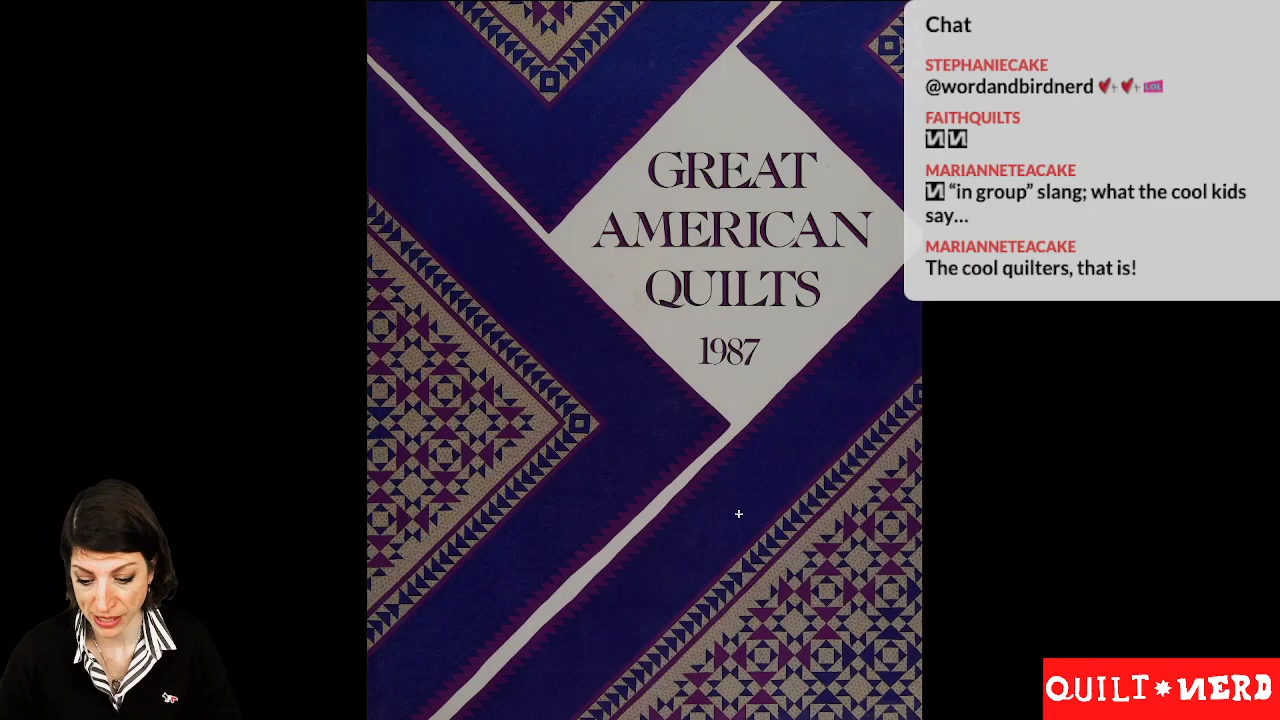 GREAT
AMERICAN
QUILTS
1987
Chat
STEPHANIECAKE
@wordandbirdnerd LOL
FAITHQUILTS
MARIANNETEACAKE
“in group” slang; what the cool kids
say...
MARIANNETEACAKE
The cool quilters, that is!
QUILT*NERD